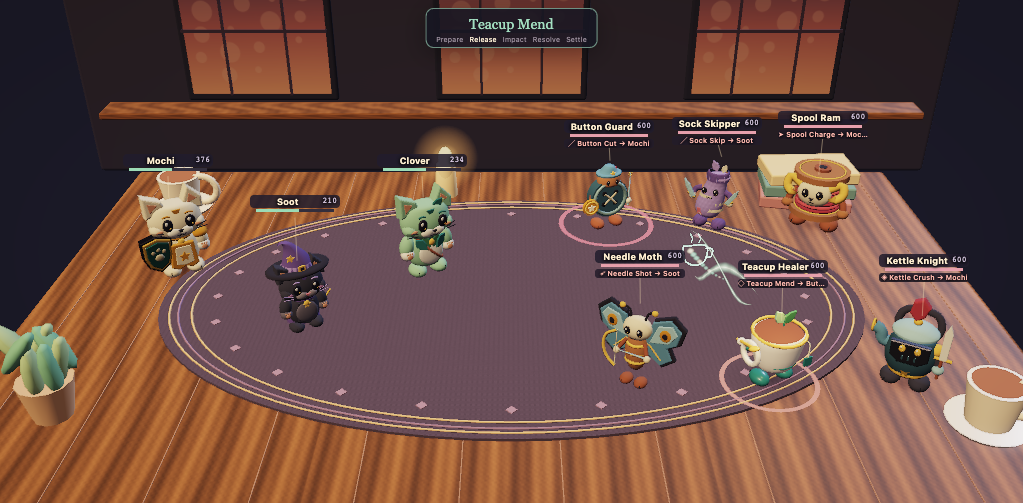 Teacup Mend
Prepare Release Impact Resolve Settle
Mochi 376
Soot 210
Clover 234
Button Guard 600
Button Cut → Mochi
Sock Skipper 600
Sock Skip → Soot
Spool Ram 600
Spool Charge → Moc...
Needle Moth 600
Needle Shot → Soot
Teacup Healer 600
Teacup Mend → But...
Kettle Knight 600
Kettle Crush → Mochi